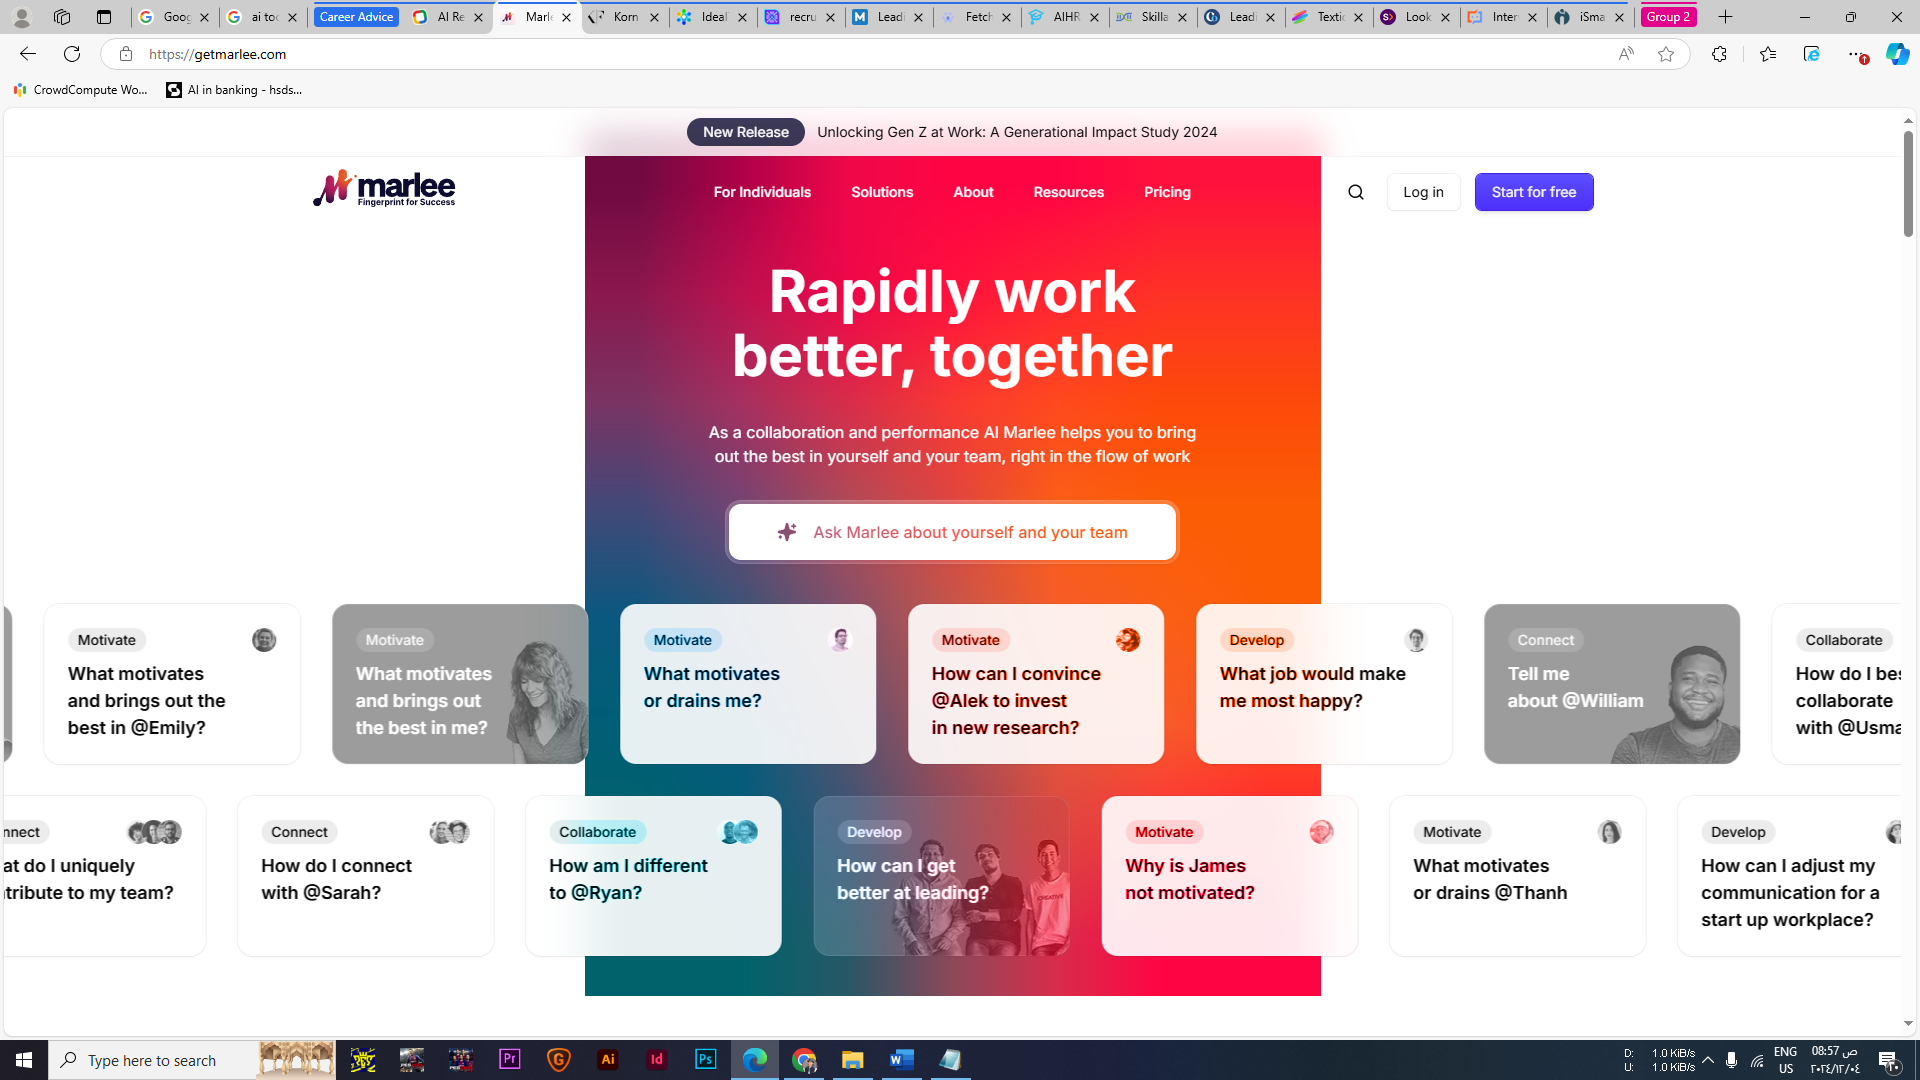 Goog
ai too
Career Advice
AI Re
Marle
Korn
Ideal
recru
Leadi
Fetch
AIHR
Skilla
Leadi
Textic
Look
Inter
iSma
Group 2
https://getmarlee.com
CrowdCompute Wo...
AI in banking - hsds...
New Release
Unlocking Gen Z at Work: A Generational Impact Study 2024
marlee
Fingerprint for Success
For Individuals
Solutions
About
Resources
Pricing
Log in
Start for free
Rapidly work
better, together
As a collaboration and performance AI Marlee helps you to bring
out the best in yourself and your team, right in the flow of work
Ask Marlee about yourself and your team
Motivate
What motivates
and brings out the
best in @Emily?
Motivate
What motivates
and brings out
the best in me?
Motivate
What motivates
or drains me?
Motivate
How can I convince
@Alek to invest
in new research?
Develop
What job would make
me most happy?
Connect
Tell me
about @William
Collaborate
How do I bes
collaborate
with @Usma
nnect
at do I uniquely
tribute to my team?
Connect
How do I connect
with @Sarah?
Collaborate
How am I different
to @Ryan?
Develop
How can I get
better at leading?
Motivate
Why is James
not motivated?
Motivate
What motivates
or drains @Thanh
Develop
How can I adjust my
communication for a
start up workplace?
Type here to search
D: 1.0 KiB/s
U: 1.0 KiB/s
ENG
US
08:57 ص
٢٠٢٤/١٢/٠٤